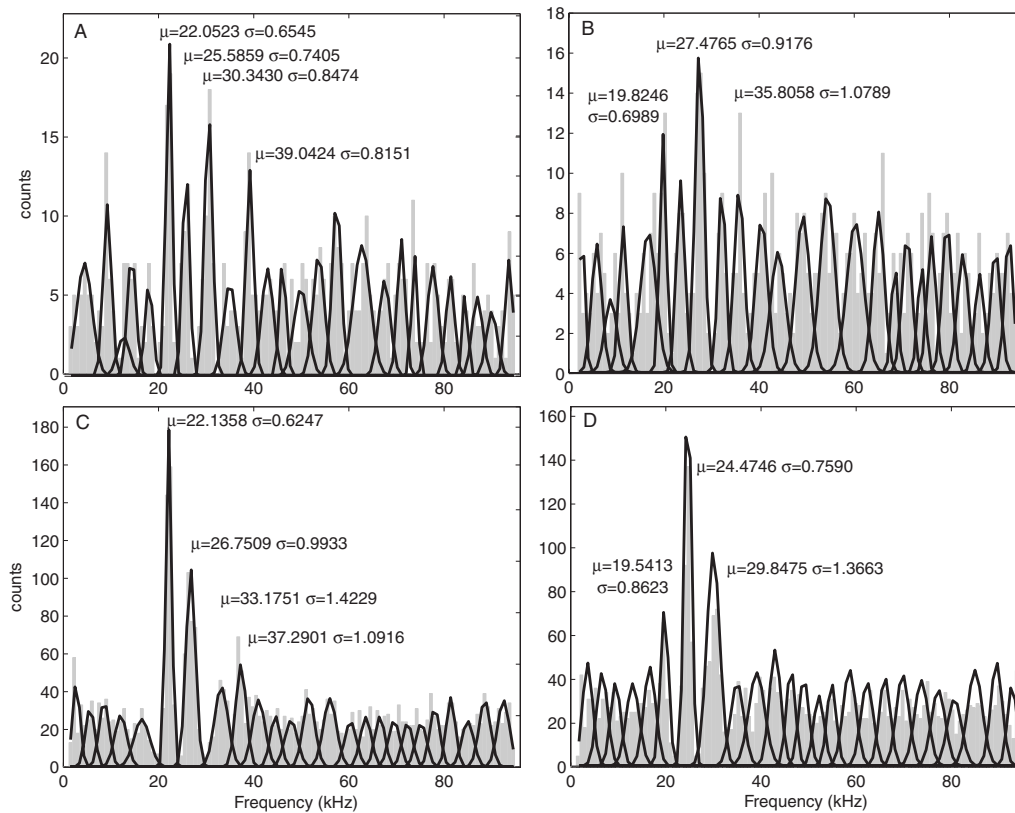 A
μ=22.0523 σ=0.6545
μ=25.5859 σ=0.7405
μ=30.3430 σ=0.8474
μ=39.0424 σ=0.8151
counts
20
15
10
5
0
0 20 40 60 80
B
μ=27.4765 σ=0.9176
μ=19.8246
σ=0.6989
μ=35.8058 σ=1.0789
18
16
14
12
10
8
6
4
2
0
0 20 40 60 80
C
μ=22.1358 σ=0.6247
μ=26.7509 σ=0.9933
μ=33.1751 σ=1.4229
μ=37.2901 σ=1.0916
counts
180
160
140
120
100
80
60
40
20
0
0 20 40 60 80
Frequency (kHz)
D
μ=24.4746 σ=0.7590
μ=19.5413
σ=0.8623
μ=29.8475 σ=1.3663
160
140
120
100
80
60
40
20
0
0 20 40 60 80
Frequency (kHz)